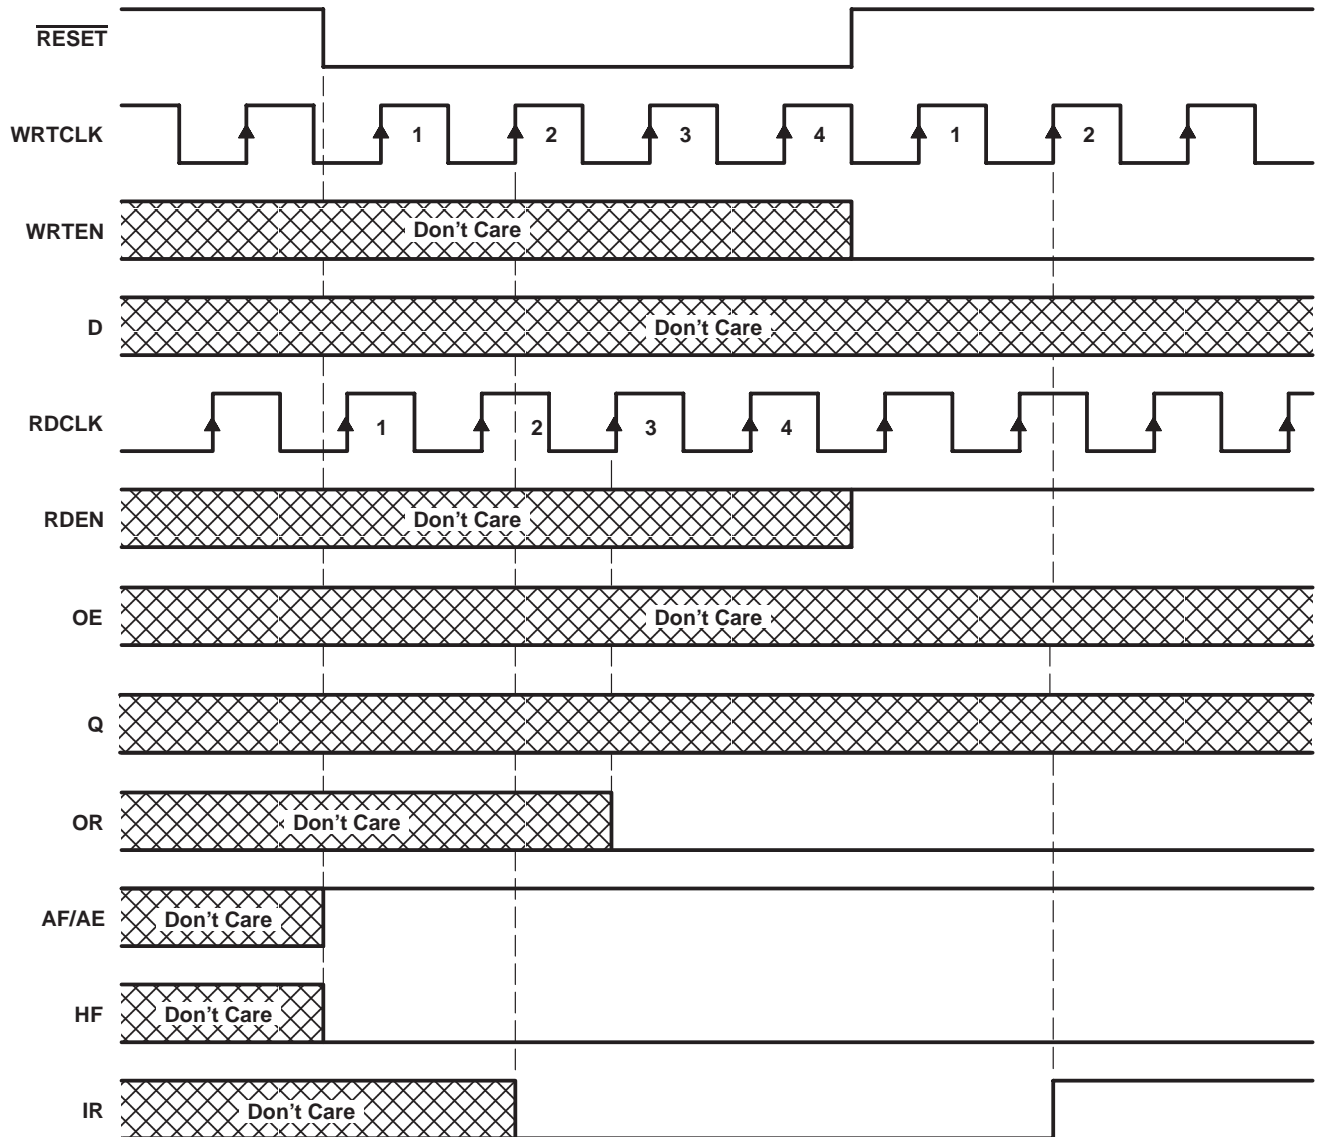 RESET
WRTCLK
1 2 3 4 1 2
WRTEN
Don't Care
D
Don't Care
RDCLK
1 2 3 4
RDEN
Don't Care
OE
Don't Care
Q
OR
Don't Care
AF/AE
Don't Care
HF
Don't Care
IR
Don't Care